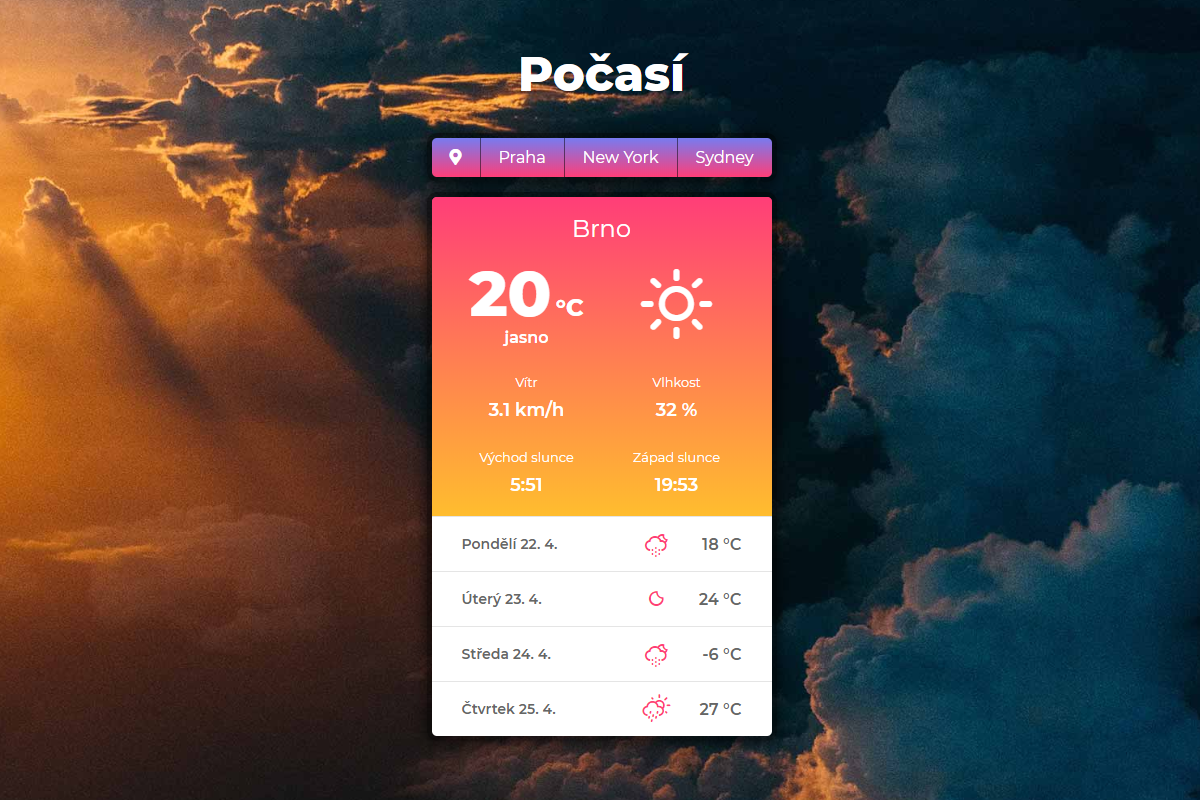 Počasí
Praha New York Sydney
Brno
20 °C
jasno
Vítr Vlhkost
3.1 km/h 32 %
Východ slunce Západ slunce
5:51 19:53
Pondělí 22. 4. 18 °C
Úterý 23. 4. 24 °C
Středa 24. 4. -6 °C
Čtvrtek 25. 4. 27 °C